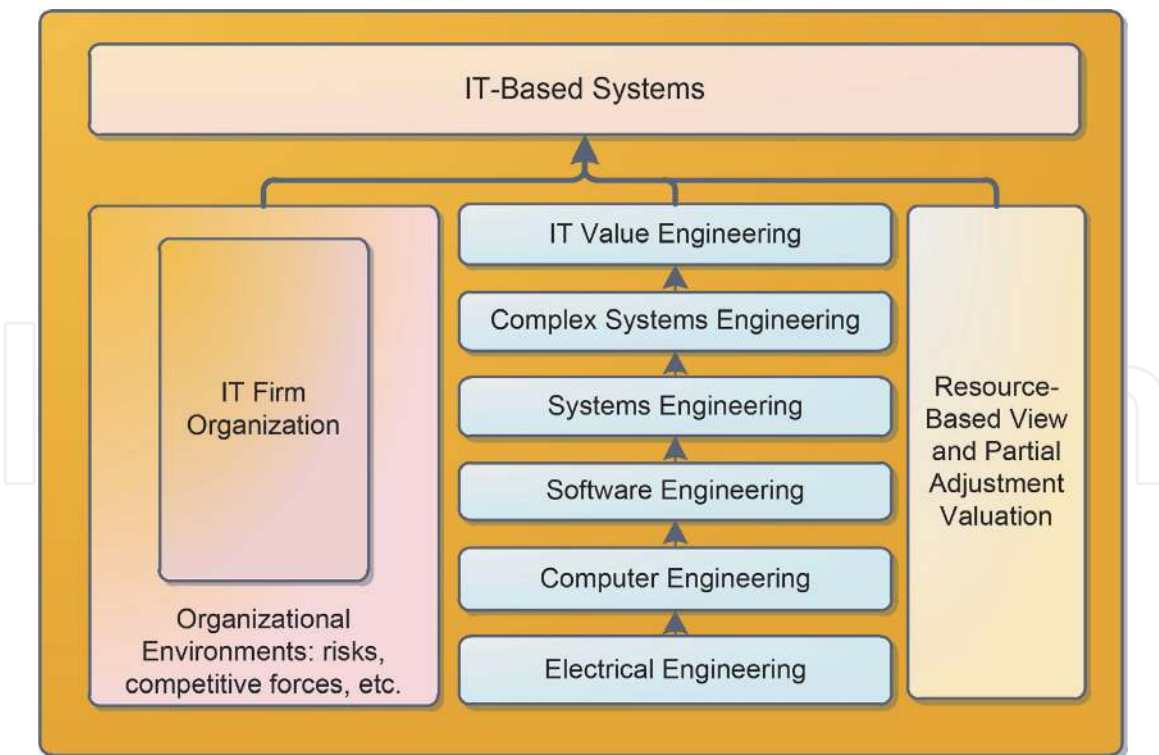 IT-Based Systems
IT Firm
Organization
Organizational
Environments: risks,
competitive forces, etc.
IT Value Engineering
Complex Systems Engineering
Systems Engineering
Software Engineering
Computer Engineering
Electrical Engineering
Resource-
Based View
and Partial
Adjustment
Valuation